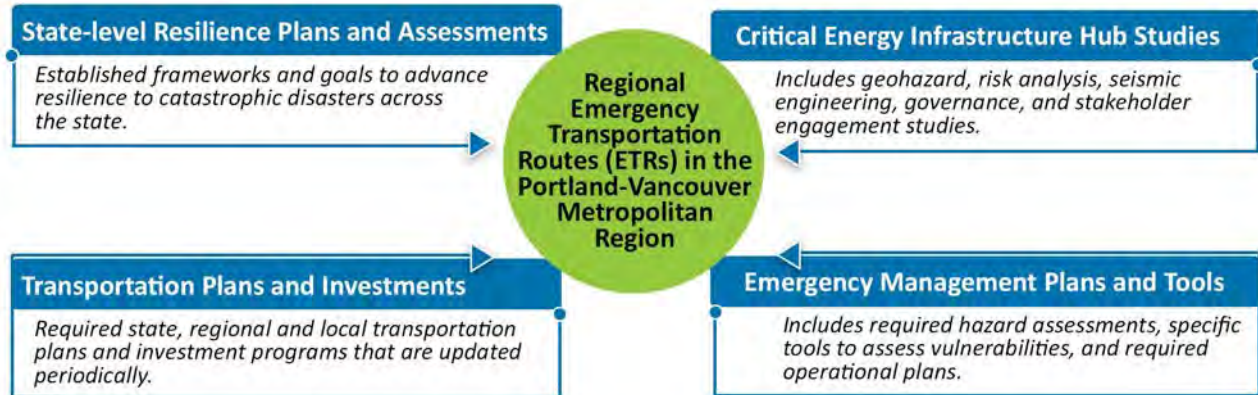 State-level Resilience Plans and Assessments
Established frameworks and goals to advance
resilience to catastrophic disasters across
the state.
Critical Energy Infrastructure Hub Studies
Includes geohazard, risk analysis, seismic
engineering, governance, and stakeholder
engagement studies.
Regional
Emergency
Transportation
Routes (ETRs) in the
Portland-Vancouver
Metropolitan
Region
Transportation Plans and Investments
Required state, regional and local transportation
plans and investment programs that are updated
periodically.
Emergency Management Plans and Tools
Includes required hazard assessments, specific
tools to assess vulnerabilities, and required
operational plans.